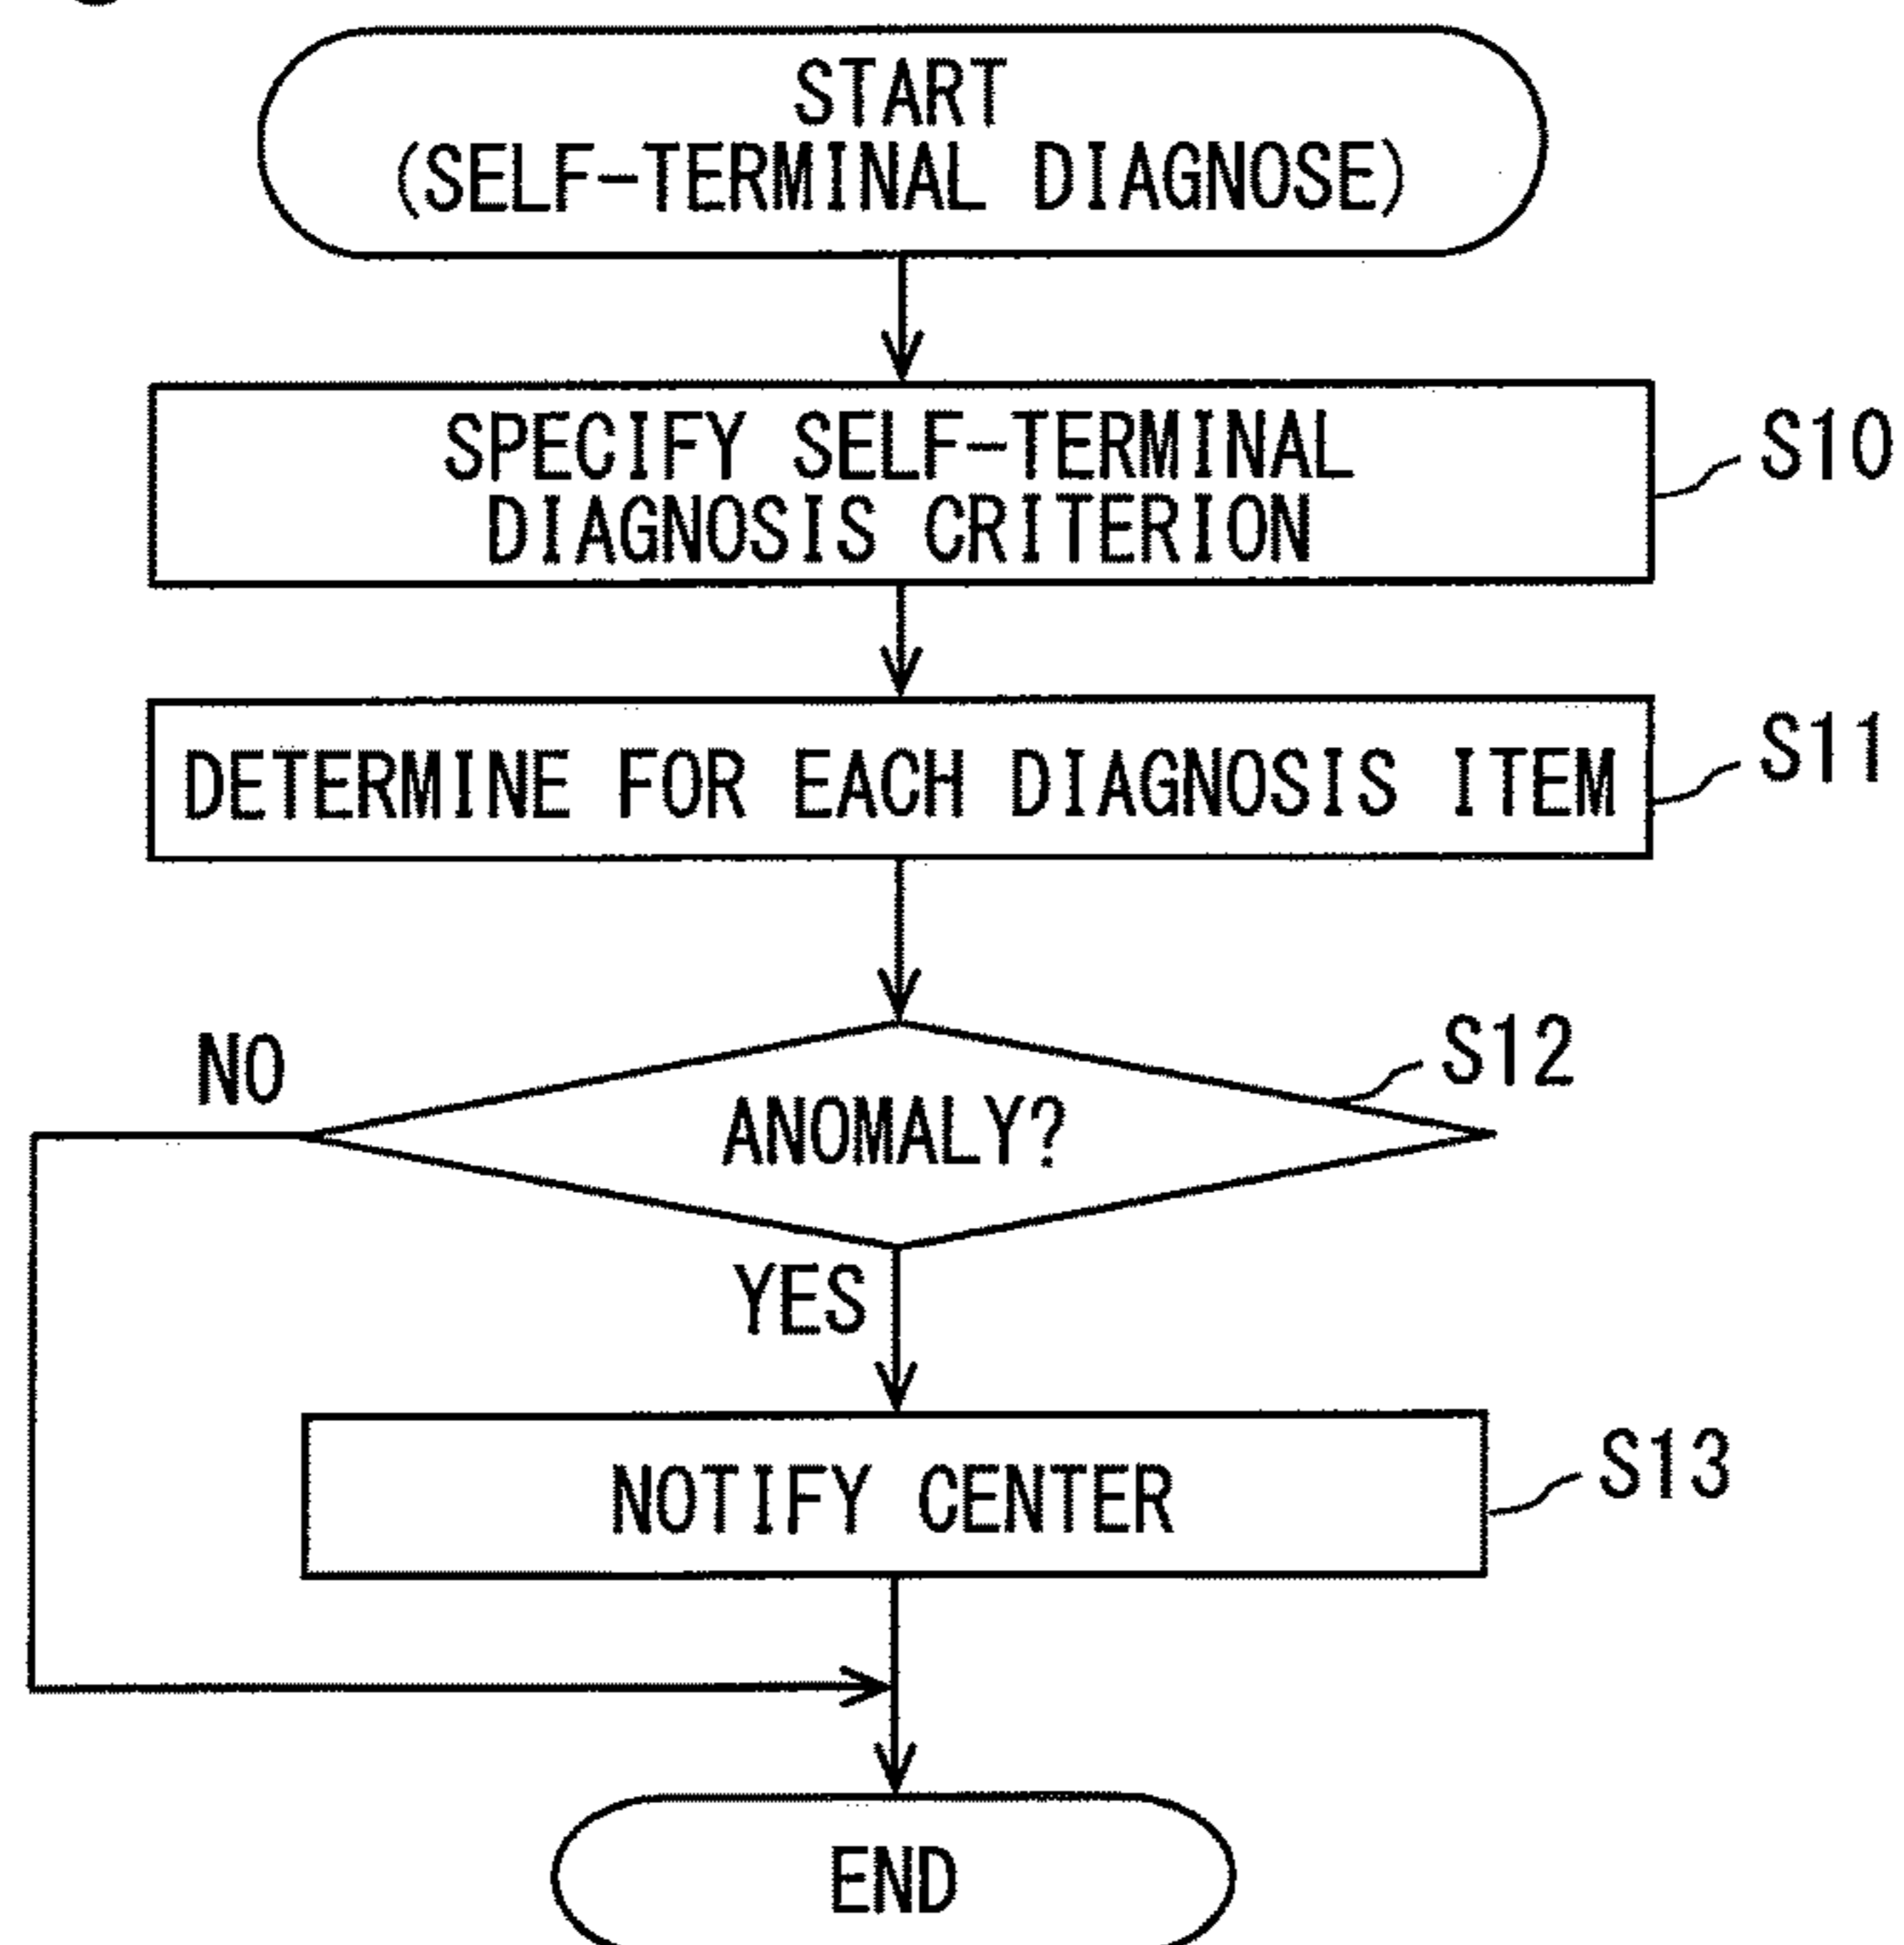 START
(SELF-TERMINAL DIAGNOSE)
SPECIFY SELF-TERMINAL
DIAGNOSIS CRITERION
S10
DETERMINE FOR EACH DIAGNOSIS ITEM
S11
NO
ANOMALY?
S12
YES
NOTIFY CENTER
S13
END